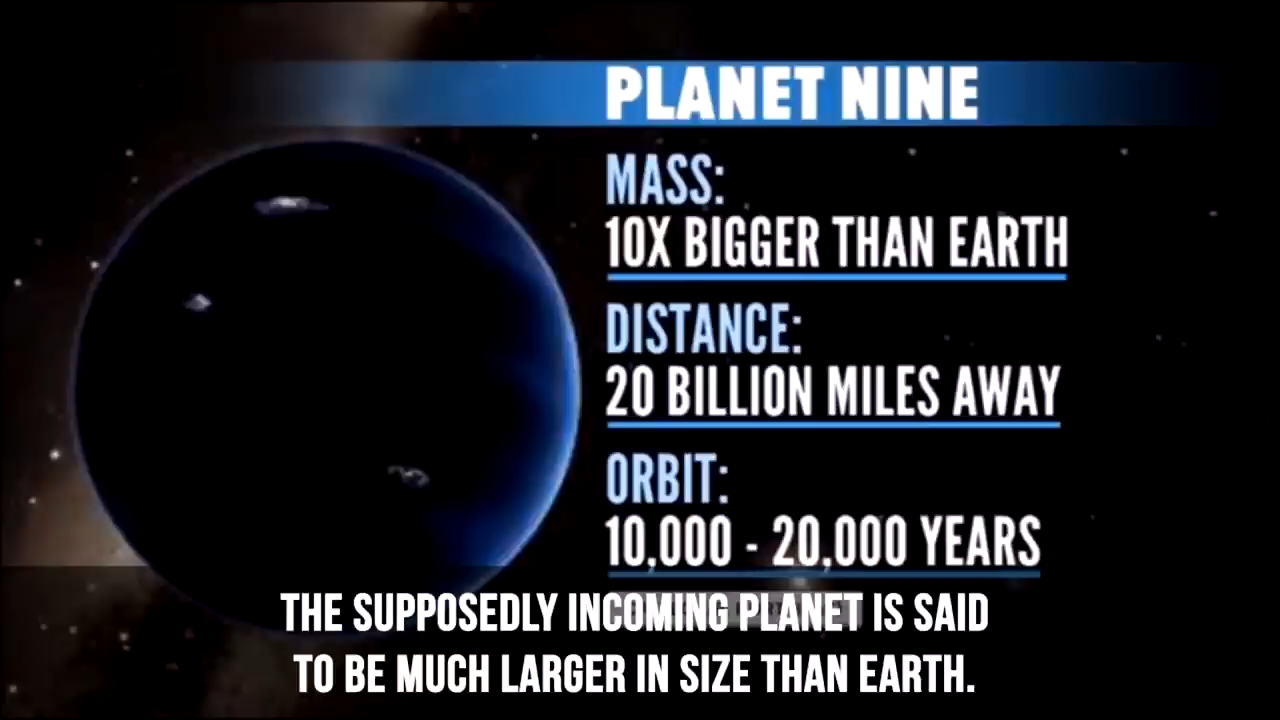 PLANET NINE
MASS:
10X BIGGER THAN EARTH
DISTANCE:
20 BILLION MILES AWAY
ORBIT:
10,000 - 20,000 YEARS
THE SUPPOSEDLY INCOMING PLANET IS SAID
TO BE MUCH LARGER IN SIZE THAN EARTH.